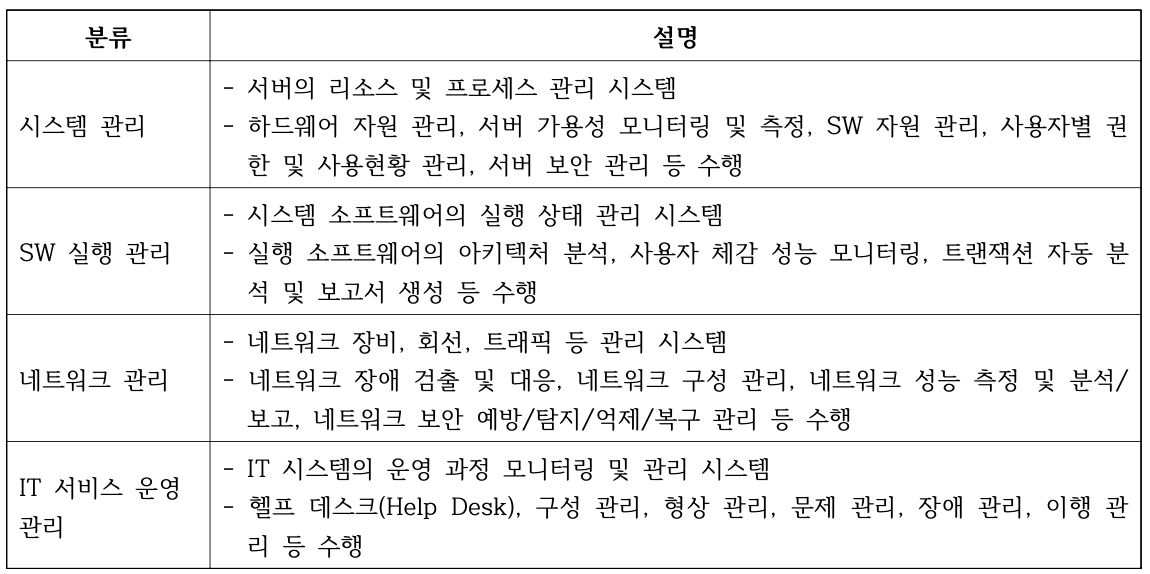 분류
설명
시스템 관리
- 서버의 리소스 및 프로세스 관리 시스템
- 하드웨어 자원 관리, 서버 가용성 모니터링 및 측정, SW 자원 관리, 사용자별 권
한 및 사용현황 관리, 서버 보안 관리 등 수행
SW 실행 관리
- 시스템 소프트웨어의 실행 상태 관리 시스템
- 실행 소프트웨어의 아키텍처 분석, 사용자 체감 성능 모니터링, 트랜잭션 자동 분
석 및 보고서 생성 등 수행
네트워크 관리
- 네트워크 장비, 회선, 트래픽 등 관리 시스템
- 네트워크 장애 검출 및 대응, 네트워크 구성 관리, 네트워크 성능 측정 및 분석/
보고, 네트워크 보안 예방/탐지/억제/복구 관리 등 수행
IT 서비스 운영
관리
- IT 시스템의 운영 과정 모니터링 및 관리 시스템
- 헬프 데스크(Help Desk), 구성 관리, 형상 관리, 문제 관리, 장애 관리, 이행 관
리 등 수행